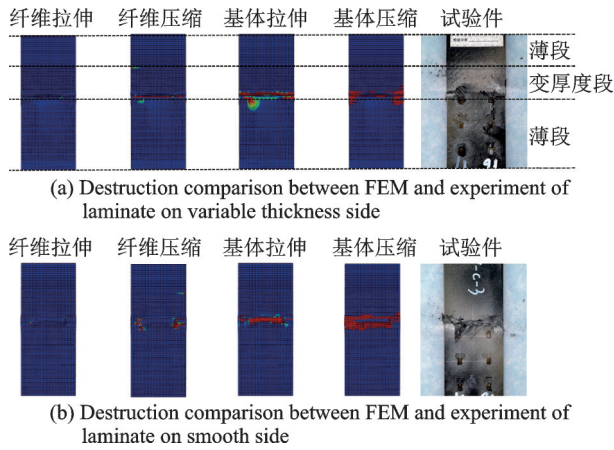 纤维拉伸 纤维压缩 基体拉伸 基体压缩 试验件
薄段
变厚度段
薄段
(a) Destruction comparison between FEM and experiment of
laminate on variable thickness side
纤维拉伸 纤维压缩 基体拉伸 基体压缩 试验件
-C-3
(b) Destruction comparison between FEM and experiment of
laminate on smooth side